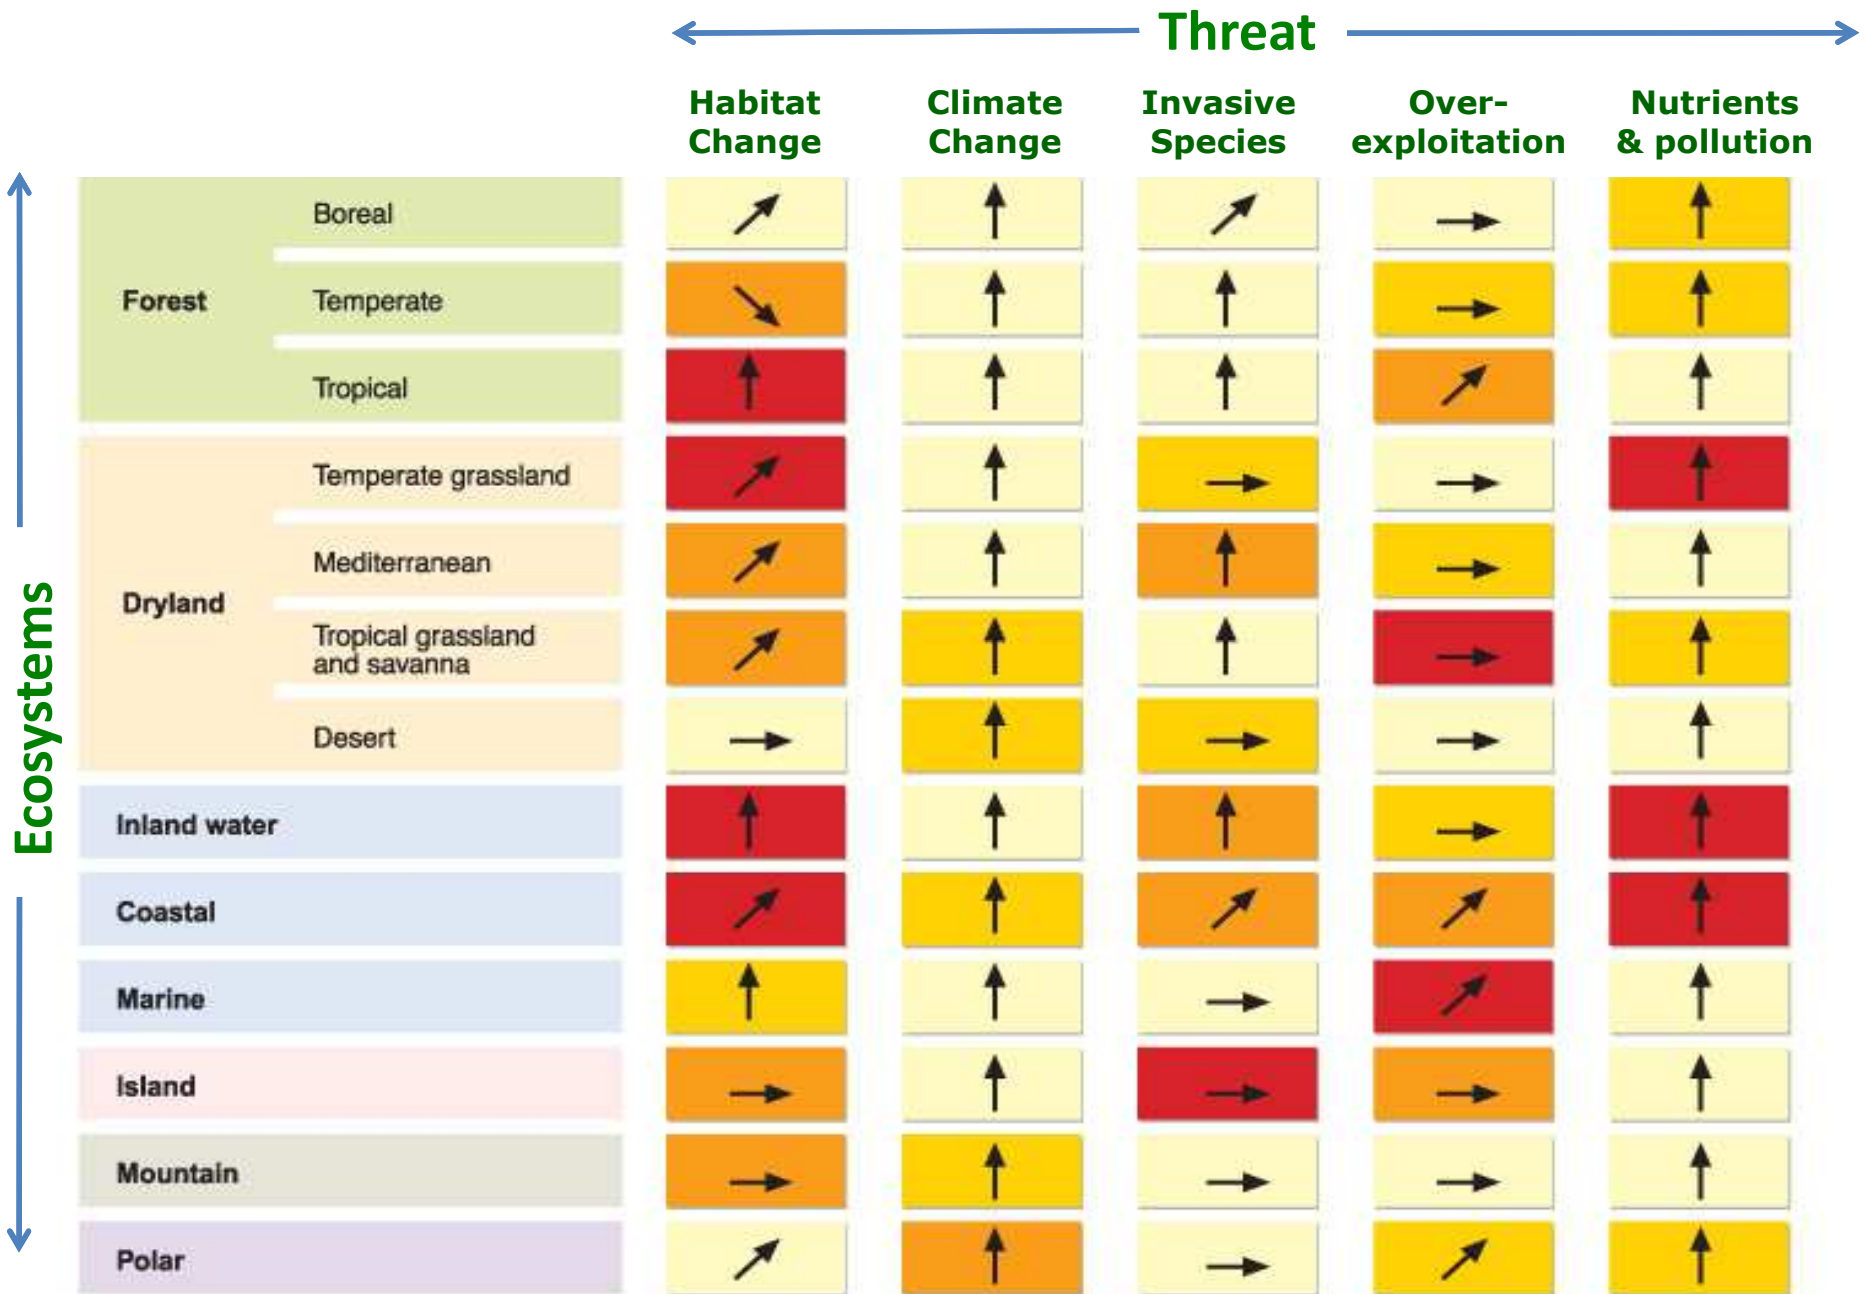 Threat
Habitat
Change
Climate
Change
Invasive
Species
Over-
exploitation
Nutrients
& pollution
Ecosystems
Forest
Boreal
Temperate
Tropical
Dryland
Temperate grassland
Mediterranean
Tropical grassland
and savanna
Desert
Inland water
Coastal
Marine
Island
Mountain
Polar